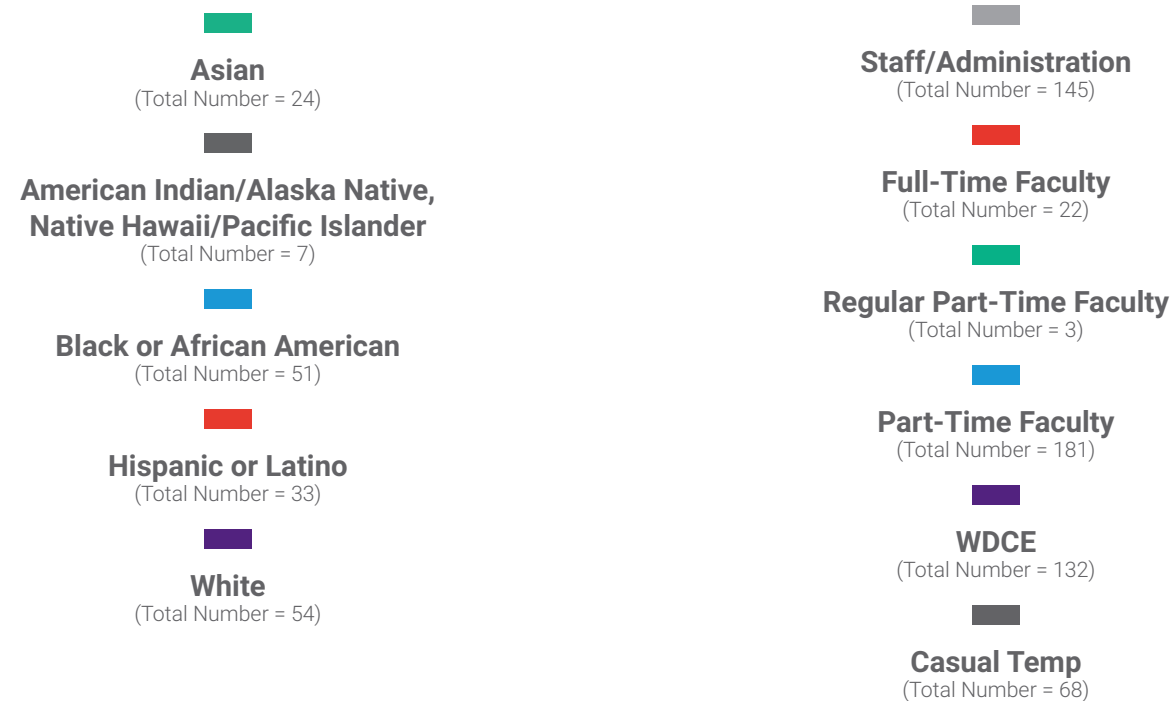 Asian
(Total Number = 24)
American Indian/Alaska Native,
Native Hawaii/Pacific Islander
(Total Number = 7)
Black or African American
(Total Number = 51)
Hispanic or Latino
(Total Number = 33)
White
(Total Number = 54)
Staff/Administration
(Total Number = 145)
Full-Time Faculty
(Total Number = 22)
Regular Part-Time Faculty
(Total Number = 3)
Part-Time Faculty
(Total Number = 181)
WDCE
(Total Number = 132)
Casual Temp
(Total Number = 68)